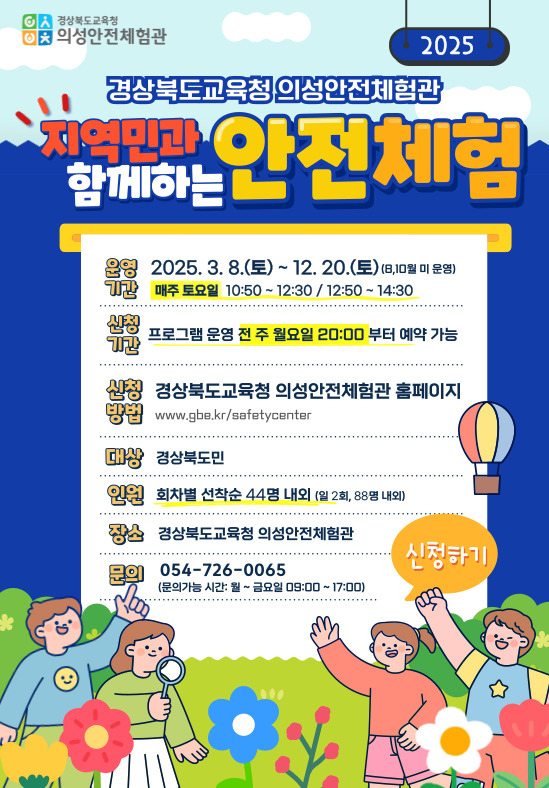 경상북도교육청
의성안전체험관
2025
경상북도교육청 의성안전체험관
지역민과
함께하는
안전체험
운영
기간
2025. 3. 8.(토) ~ 12. 20.(토) (8,10월 미 운영)
매주 토요일 10:50 ~ 12:30 / 12:50 ~ 14:30
신청
기간
프로그램 운영 전 주 월요일 20:00 부터 예약 가능
신청
방법
경상북도교육청 의성안전체험관 홈페이지
www.gbe.kr/safetycenter
대상 경상북도민
인원 회차별 선착순 44명 내외 (일 2회, 88명 내외)
장소 경상북도교육청 의성안전체험관
신청하기
문의 054-726-0065
(문의가능 시간: 월 ~ 금요일 09:00 ~ 17:00)